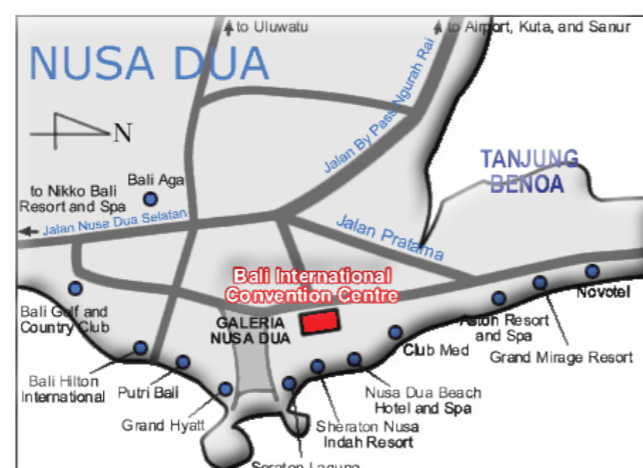 to Uluwatu
to Airport, Kuta, and Sanur
NUSA DUA
Jalan By Pass Ngurah Rai
N
TANJUNG
BENOA
to Nikko Bali
Resort and Spa
Bali Aga
Jalan Nusa Dua Selatan
Jalan Pratama
Bali International
Convention Centre
Bali Golf and
Country Club
GALERIA
NUSA DUA
Novotel
Aston Resort
and Spa
Club Med
Grand Mirage Resort
Bali Hilton
International
Putri Bali
Nusa Dua Beach
Hotel and Spa
Grand Hyatt
Sheraton Nusa
Indah Resort
Laguna